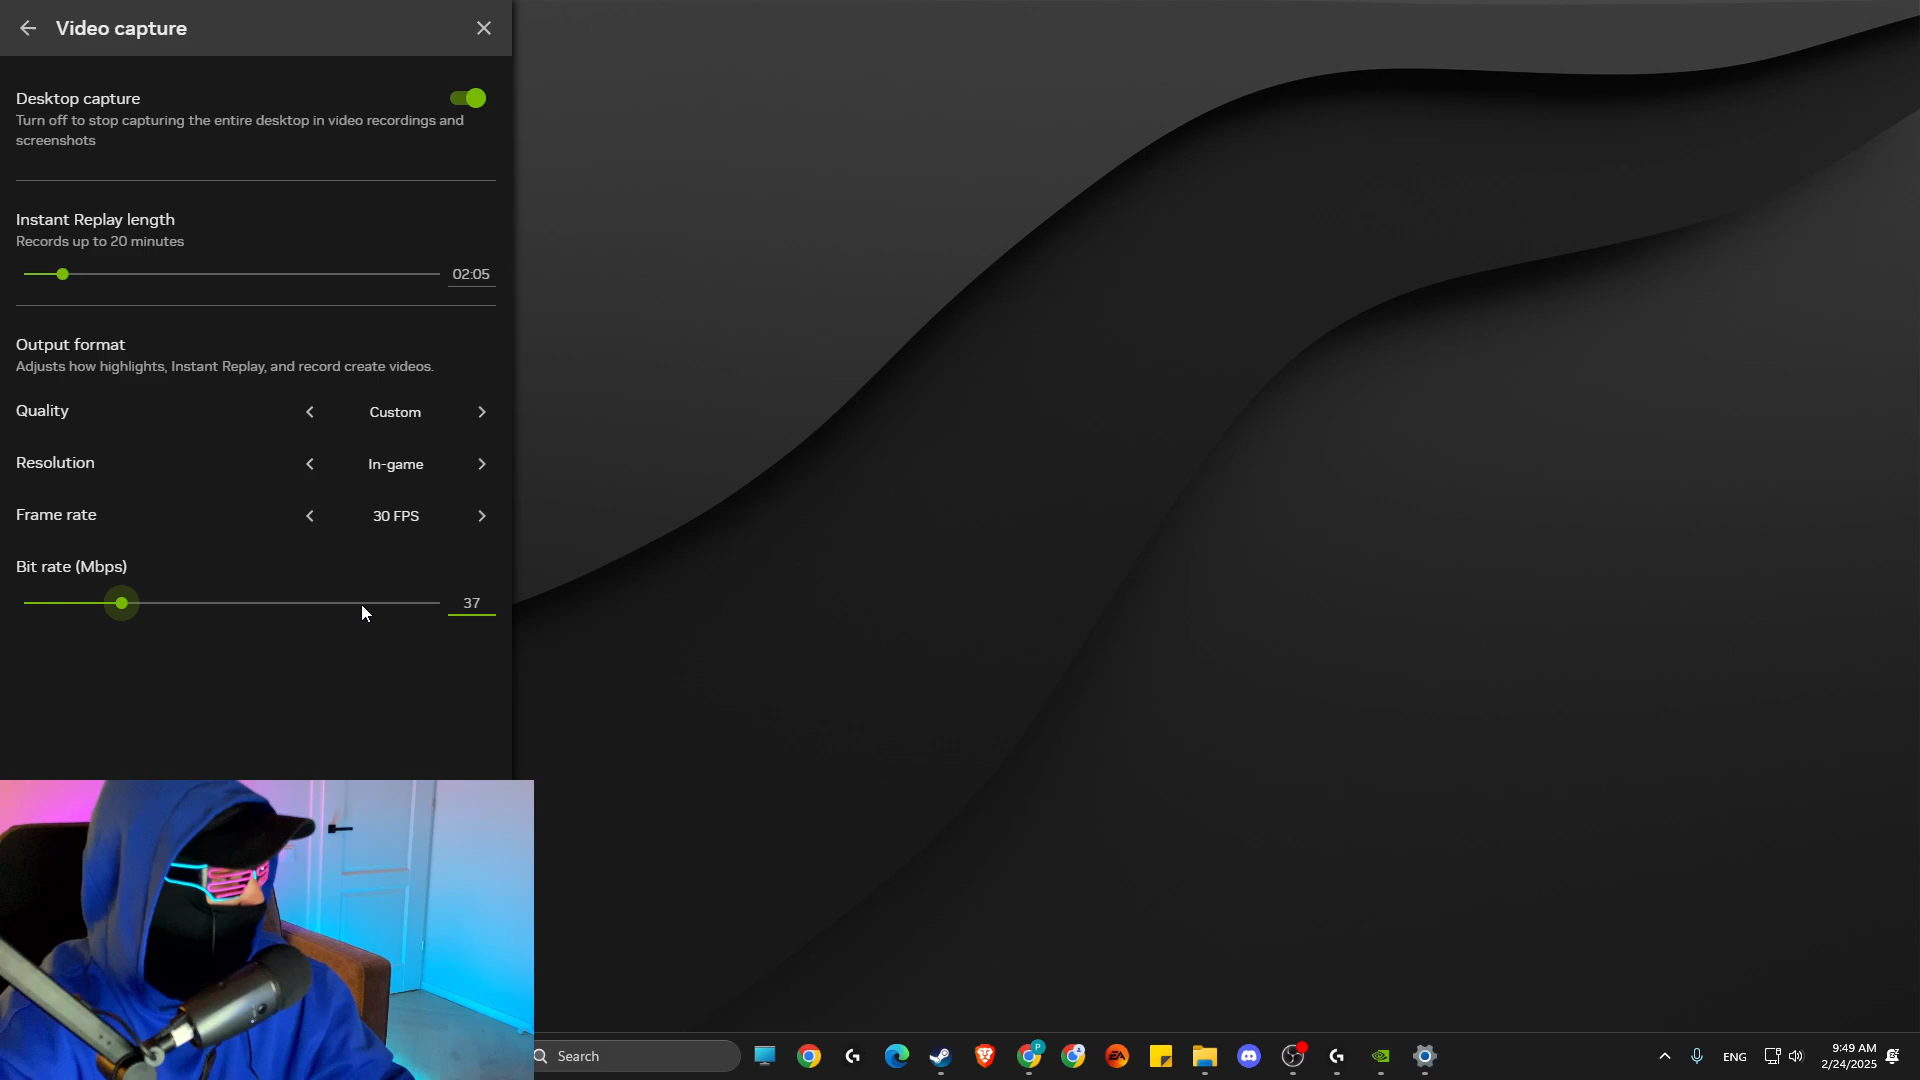 Video capture
Desktop capture
Turn off to stop capturing the entire desktop in video recordings and
screenshots
Instant Replay length
Records up to 20 minutes
02:05
Output format
Adjusts how highlights, Instant Replay, and record create videos.
Quality
Custom
Resolution
In-game
Frame rate
30 FPS
Bit rate (Mbps)
37
Search
P
EA
ENG
9:49 AM
2/24/2025